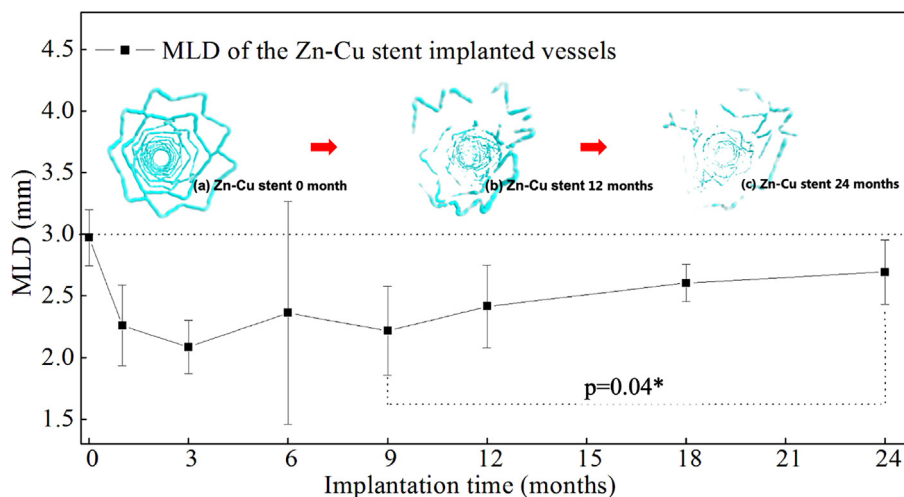 MLD of the Zn-Cu stent implanted vessels
4.5
4.0
3.5
3.0
2.5
2.0
1.5
MLD (mm)
(a) Zn-Cu stent 0 month
(b) Zn-Cu stent 12 months
(c) Zn-Cu stent 24 months
p=0.04*
0 3 6 9 12 15 18 21 24
Implantation time (months)